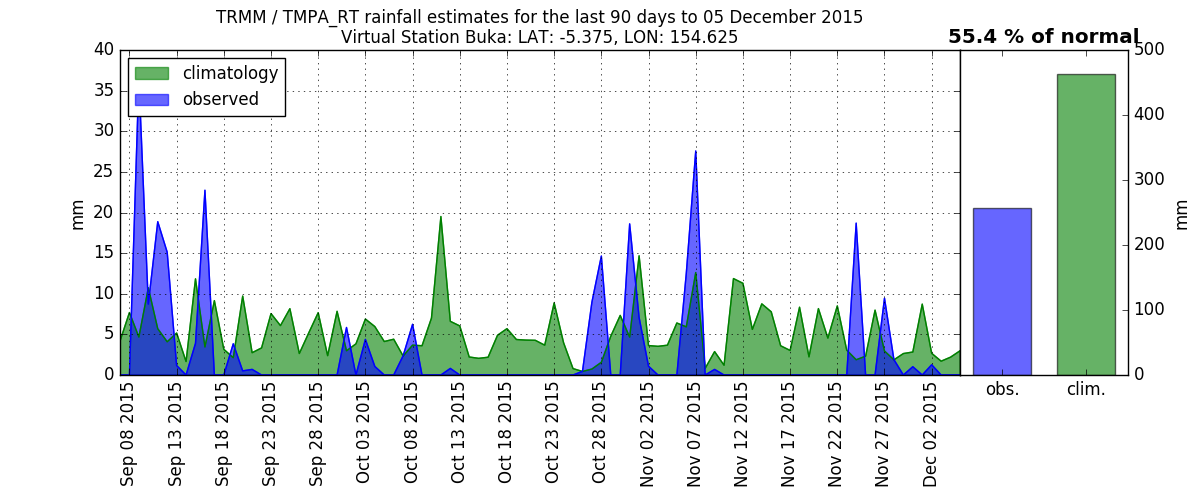 TRMM / TMPA_RT rainfall estimates for the last 90 days to 05 December 2015
Virtual Station Buka: LAT: -5.375, LON: 154.625
55.4 % of normal
climatology
observed
mm
40
35
30
25
20
15
10
5
0
Sep 08 2015
Sep 13 2015
Sep 18 2015
Sep 23 2015
Sep 28 2015
Oct 03 2015
Oct 08 2015
Oct 13 2015
Oct 18 2015
Oct 23 2015
Oct 28 2015
Nov 02 2015
Nov 07 2015
Nov 12 2015
Nov 17 2015
Nov 22 2015
Nov 27 2015
Dec 02 2015
500
400
300
200
100
0
mm
obs.
clim.